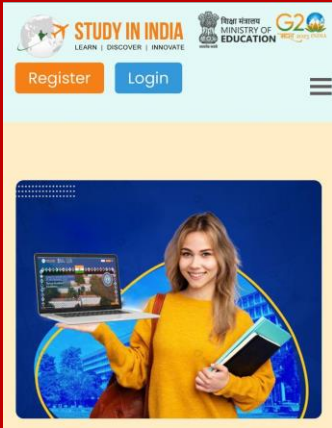 STUDY IN INDIA
LEARN | DISCOVER | INNOVATE
शिक्षा मंत्रालय
MINISTRY OF
EDUCATION
G20
Register
Login